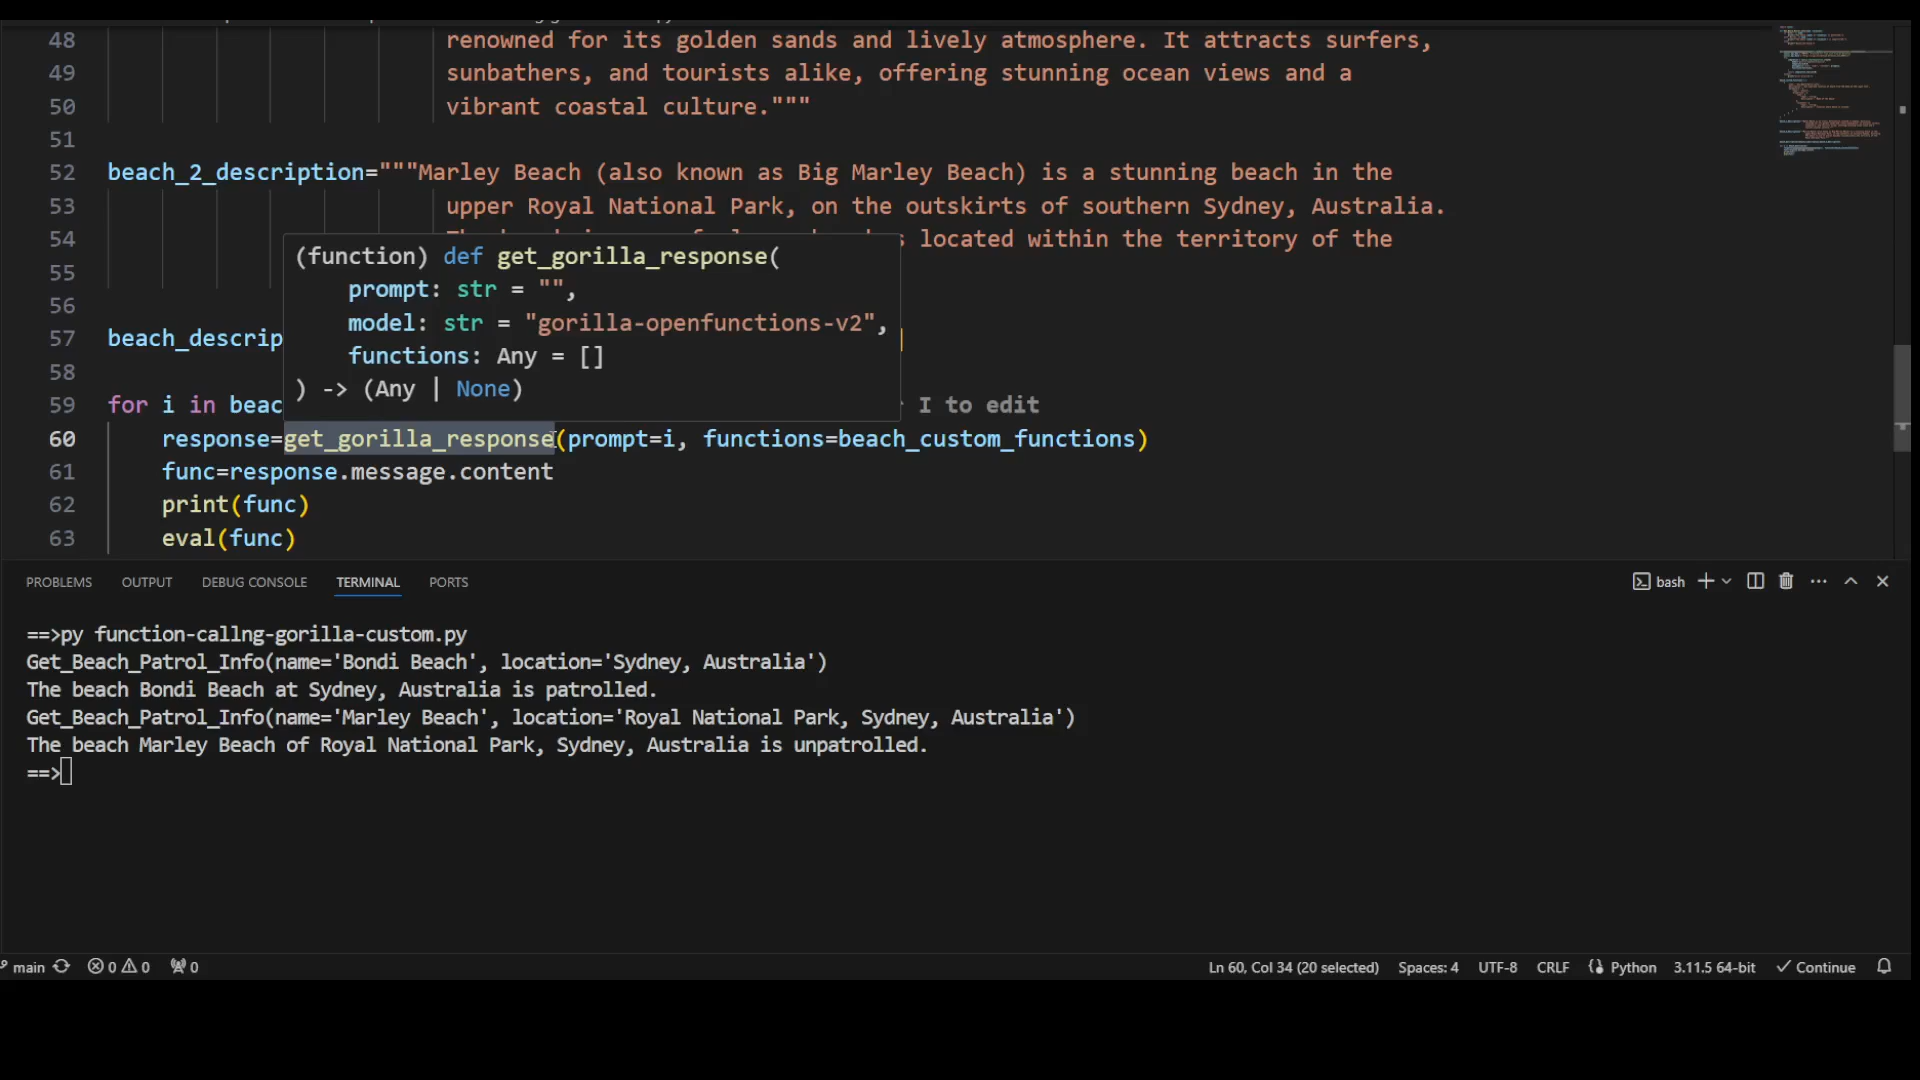 48 renowned for its golden sands and lively atmosphere. It attracts surfers,
49 sunbathers, and tourists alike, offering stunning ocean views and a
50 vibrant coastal culture."""
51
52 beach_2_description="""Marley Beach (also known as Big Marley Beach) is a stunning beach in the
53 upper Royal National Park, on the outskirts of southern Sydney, Australia.
54 located within the territory of the
55
56
(function) def get_gorilla_response(
prompt: str = "",
model: str = "gorilla-openfunctions-v2",
functions: Any = []
) -> (Any | None)
57 beach_descrip
58
59 for i in beac I to edit
60 response=get_gorilla_response(prompt=i, functions=beach_custom_functions)
61 func=response.message.content
62 print(func)
63 eval(func)
PROBLEMS OUTPUT DEBUG CONSOLE TERMINAL PORTS bash
==>py function-callng-gorilla-custom.py
Get_Beach_Patrol_Info(name='Bondi Beach', location='Sydney, Australia')
The beach Bondi Beach at Sydney, Australia is patrolled.
Get_Beach_Patrol_Info(name='Marley Beach', location='Royal National Park, Sydney, Australia')
The beach Marley Beach of Royal National Park, Sydney, Australia is unpatrolled.
==>
main 0 0 0 Ln 60, Col 34 (20 selected) Spaces: 4 UTF-8 CRLF Python 3.11.5 64-bit Continue